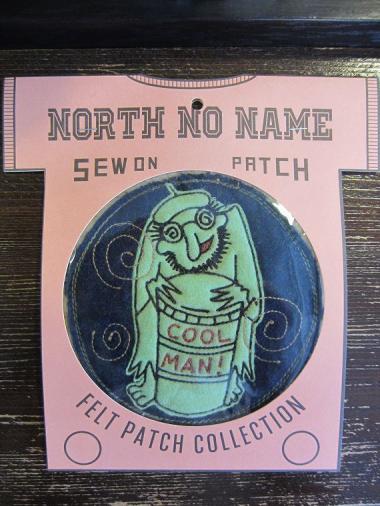 NORTH NO NAME
SEW ON PATCH
COOL
MAN!
FELT PATCH COLLECTION